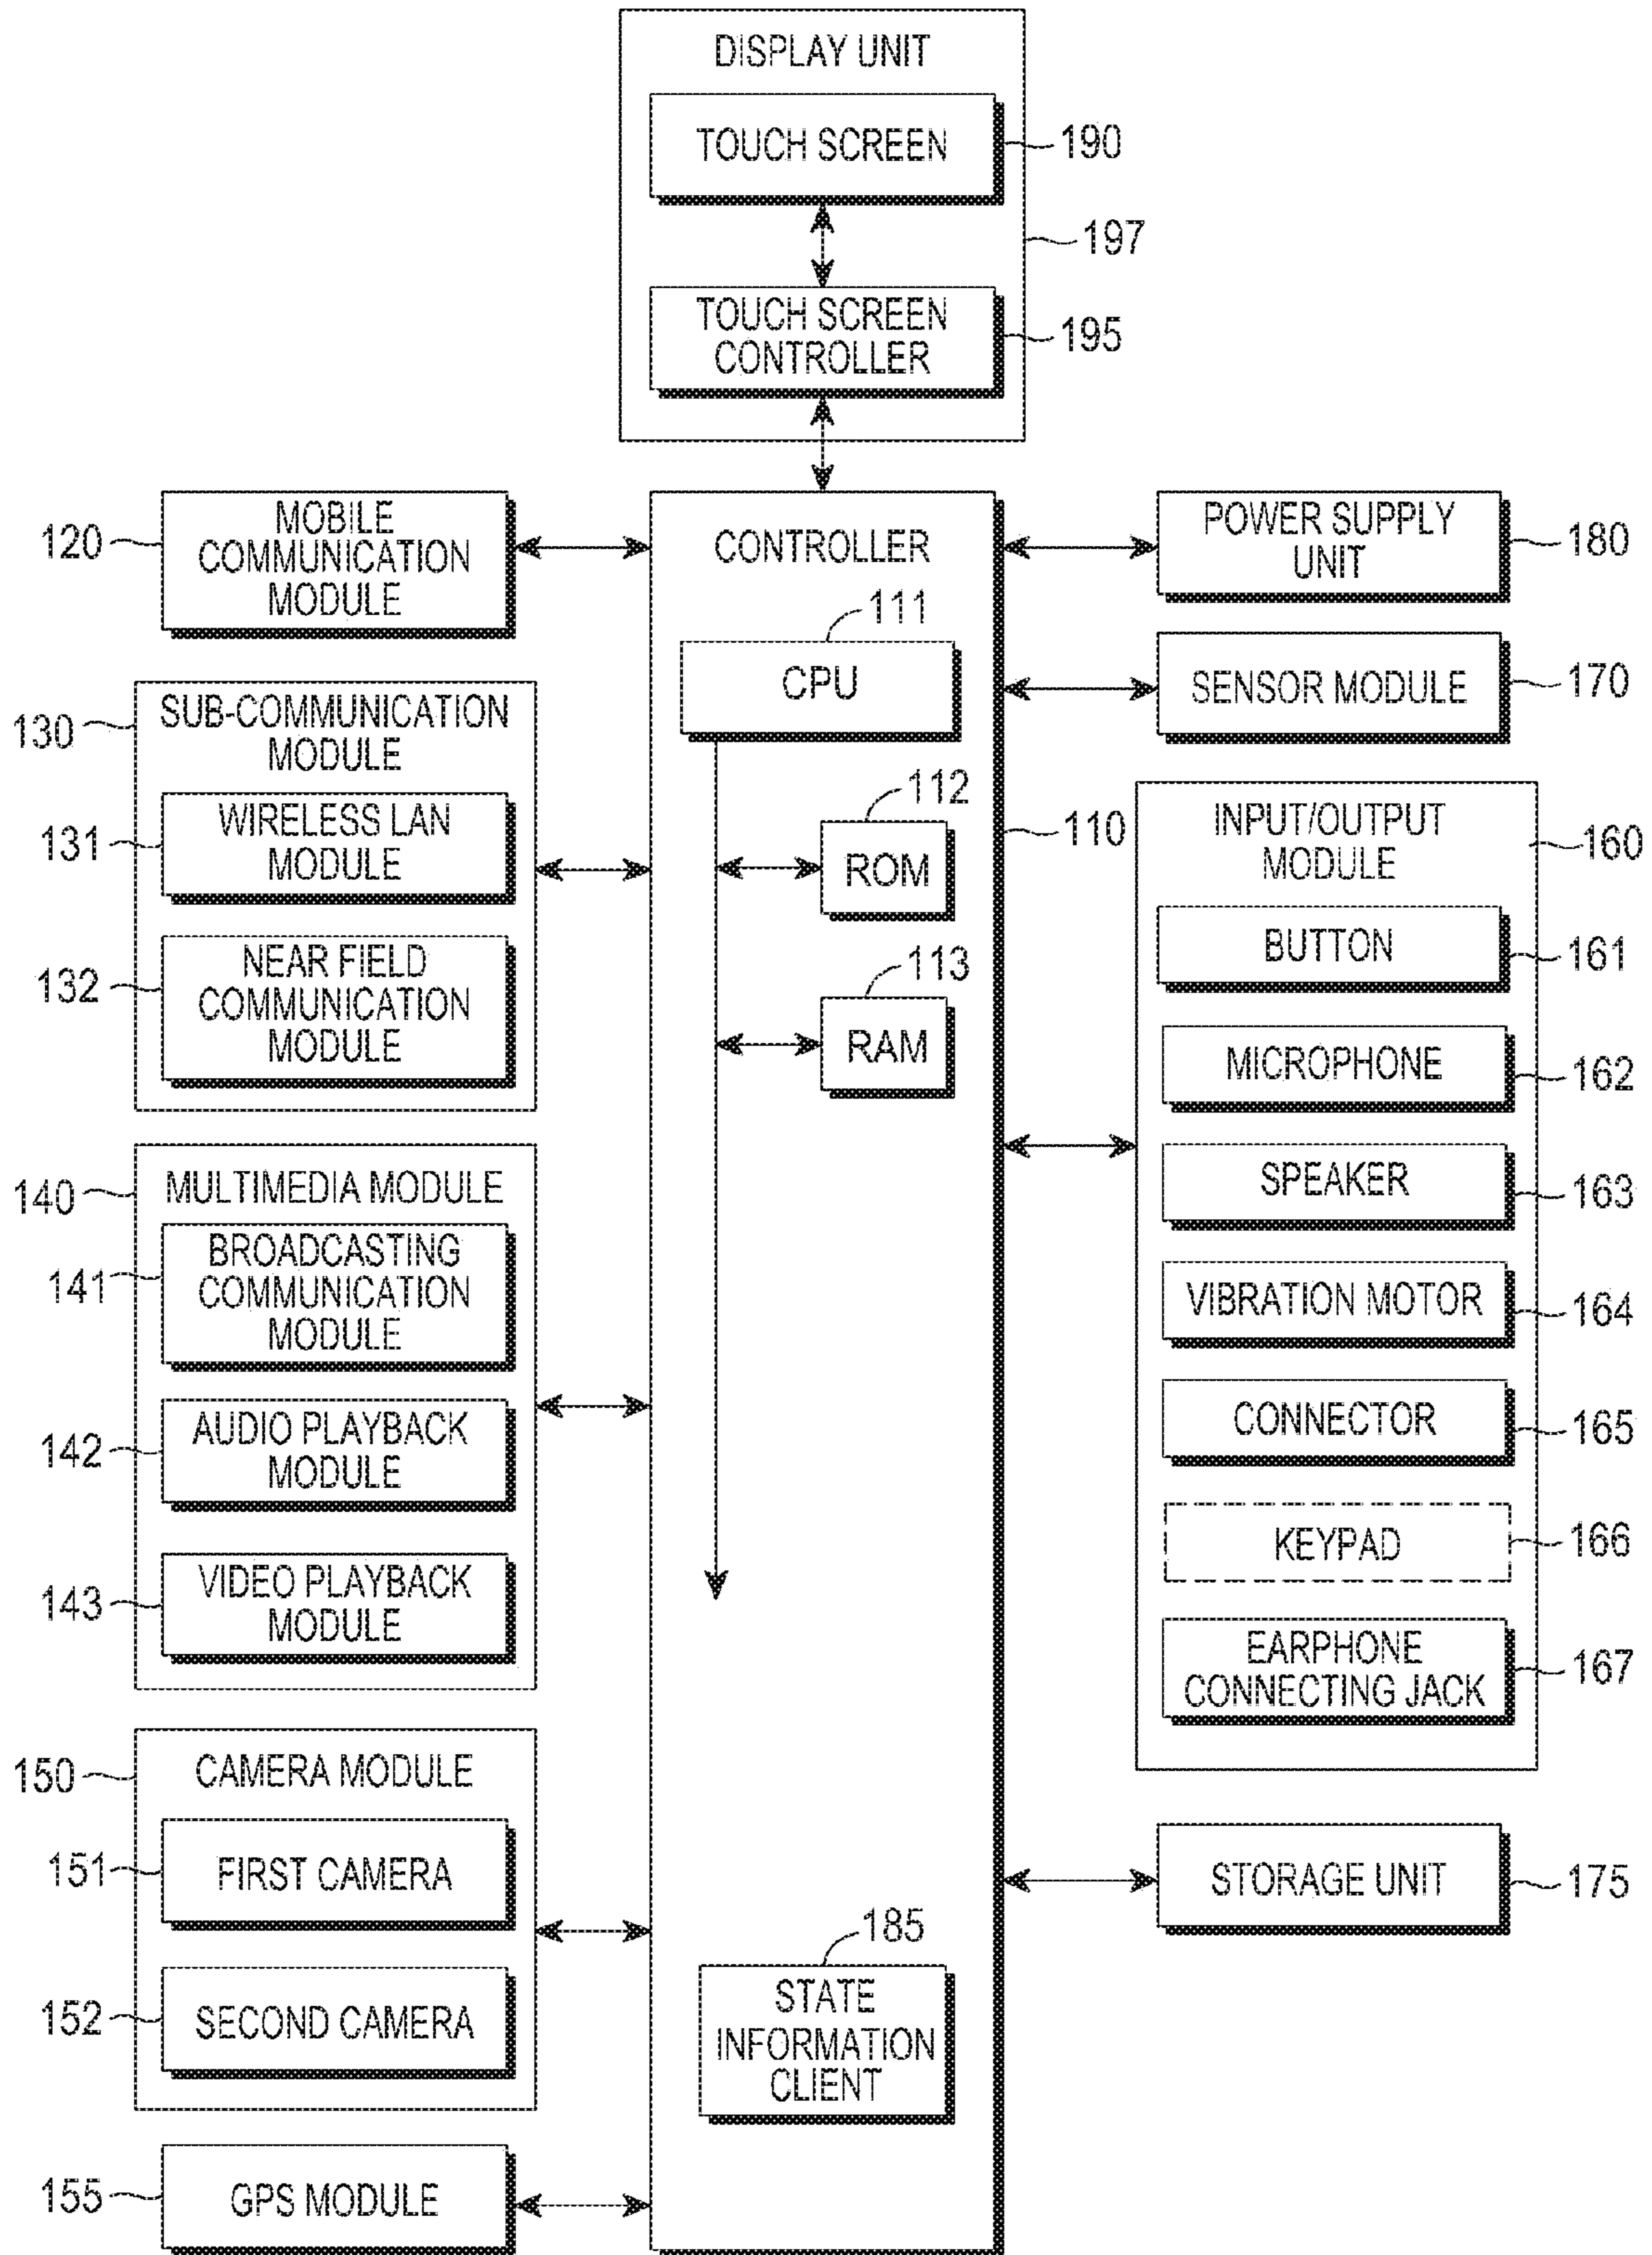 DISPLAY UNIT
TOUCH SCREEN
190
197
TOUCH SCREEN
CONTROLLER
195
MOBILE
COMMUNICATION
MODULE
120
SUB-COMMUNICATION
MODULE
130
WIRELESS LAN
MODULE
131
NEAR FIELD
COMMUNICATION
MODULE
132
MULTIMEDIA MODULE
140
BROADCASTING
COMMUNICATION
MODULE
141
AUDIO PLAYBACK
MODULE
142
VIDEO PLAYBACK
MODULE
143
CAMERA MODULE
150
FIRST CAMERA
151
SECOND CAMERA
152
GPS MODULE
155
CONTROLLER
110
111
CPU
112
ROM
113
RAM
185
STATE
INFORMATION
CLIENT
POWER SUPPLY
UNIT
180
SENSOR MODULE
170
INPUT/OUTPUT
MODULE
160
BUTTON
161
MICROPHONE
162
SPEAKER
163
VIBRATION MOTOR
164
CONNECTOR
165
KEYPAD
166
EARPHONE
CONNECTING JACK
167
STORAGE UNIT
175